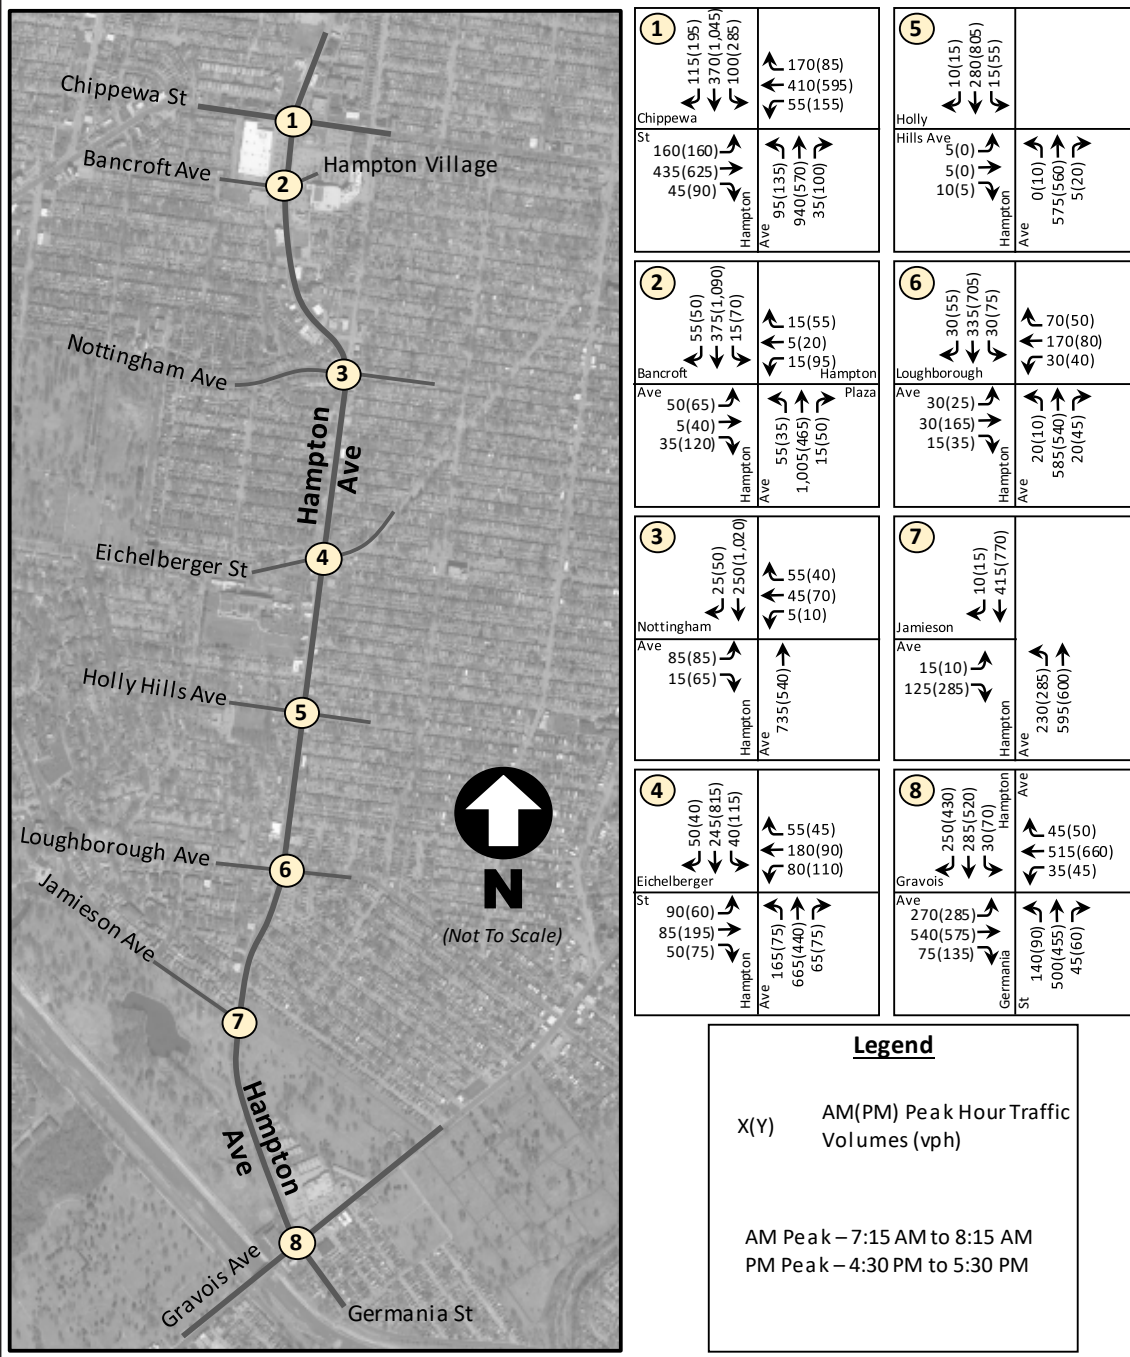 Chippewa St
1
Bancroft Ave
Hampton Village
2
Nottingham Ave
3
Hampton
Ave
Eichelberger St
4
Holly Hills Ave
5
Loughborough Ave
6
N
(Not To Scale)
Jamieson Ave
7
Hampton
Ave
8
Gravois Ave
Germania St
1
115(195)
370(1,045)
100(285)
170(85)
410(595)
55(155)
Chippewa
St
160(160)
435(625)
45(90)
Hampton
Ave
95(135)
940(570)
35(100)
2
55(50)
375(1,090)
15(70)
15(55)
5(20)
15(95)
Bancroft
Hampton
Ave
Plaza
50(65)
5(40)
35(120)
Hampton
Ave
55(35)
1,005(465)
15(50)
3
25(50)
250(1,020)
55(40)
45(70)
5(10)
Nottingham
Ave
85(85)
15(65)
Hampton
Ave
735(540)
4
50(40)
245(815)
40(115)
55(45)
180(90)
80(110)
Eichelberger
St
90(60)
85(195)
50(75)
Hampton
Ave
165(75)
665(440)
65(75)
5
10(15)
280(805)
15(55)
Holly
Hills Ave
5(0)
5(0)
10(5)
Hampton
Ave
0(10)
575(560)
5(20)
6
30(55)
335(705)
30(75)
70(50)
170(80)
30(40)
Loughborough
Ave
30(25)
30(165)
15(35)
Hampton
Ave
20(10)
585(540)
20(45)
7
10(15)
415(770)
Jamieson
Ave
15(10)
125(285)
Hampton
Ave
230(285)
595(600)
8
250(430)
285(520)
30(70)
Hampton
Ave
45(50)
515(660)
35(45)
Gravois
Ave
270(285)
540(575)
75(135)
Germania
St
140(90)
500(455)
45(60)
Legend
X(Y)
AM(PM) Peak Hour Traffic
Volumes (vph)
AM Peak – 7:15 AM to 8:15 AM
PM Peak – 4:30 PM to 5:30 PM